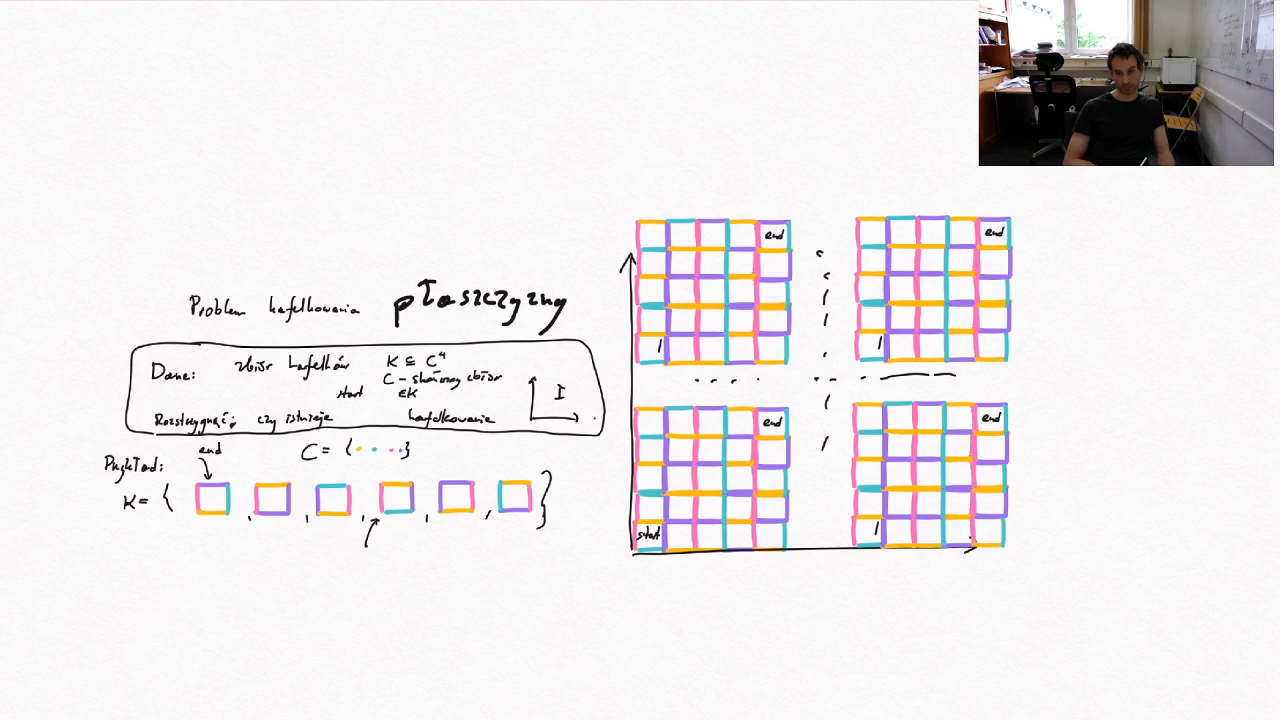 Problem kafelkowania płaszczyzny
Dane: zbiór kafelków K ⊆ C⁴
C - skończony zbiór
start ∈ K
I
Rozstrzygnąć: czy istnieje kafelkowanie
end
C = { · · · · }
Przykład:
K = { , , , , , }
end
end
end
end
start